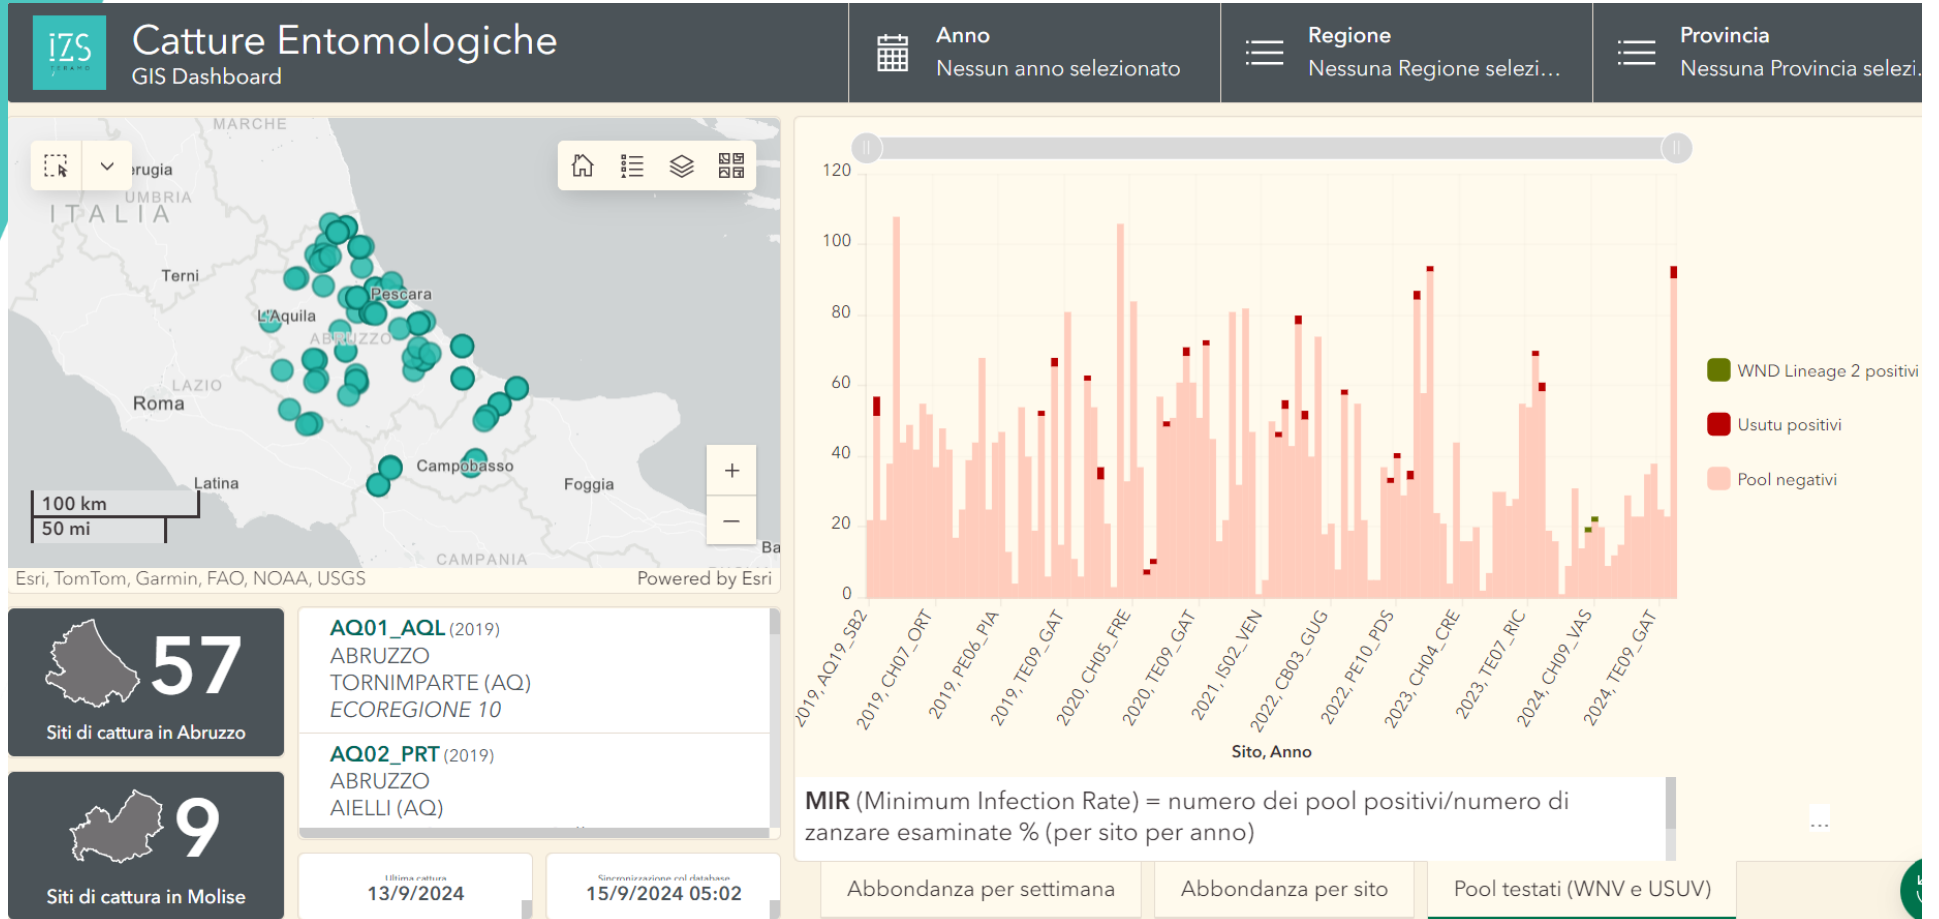 iZS
TERAMO
Catture Entomologiche
GIS Dashboard
Anno
Nessun anno selezionato
Regione
Nessuna Regione selezi...
Provincia
Nessuna Provincia selezi.
MARCHE
erugia
UMBRIA
ITALIA
Terni
Pescara
L'Aquila
ABRUZZO
LAZIO
Roma
Campobasso
Latina
Foggia
100 km
50 mi
Ba
CAMPANIA
Esri, TomTom, Garmin, FAO, NOAA, USGS
Powered by Esri
57
Siti di cattura in Abruzzo
9
Siti di cattura in Molise
AQ01_AQL (2019)
ABRUZZO
TORNIMPARTE (AQ)
ECOREGIONE 10
AQ02_PRT (2019)
ABRUZZO
AIELLI (AQ)
Ultima cattura
13/9/2024
Sincronizzazione col database
15/9/2024 05:02
120
100
80
60
40
20
0
2019, AQ19_SB2
2019, CH07_ORT
2019, PE06_PIA
2019, TE09_GAT
2020, CH05_FRE
2020, TE09_GAT
2021, IS02_VEN
2022, CB03_GUG
2022, PE10_PDS
2023, CH04_CRE
2023, TE07_RIC
2024, CH09_VAS
2024, TE09_GAT
Sito, Anno
WND Lineage 2 positivi
Usutu positivi
Pool negativi
MIR (Minimum Infection Rate) = numero dei pool positivi/numero di
zanzare esaminate % (per sito per anno)
...
Abbondanza per settimana
Abbondanza per sito
Pool testati (WNV e USUV)